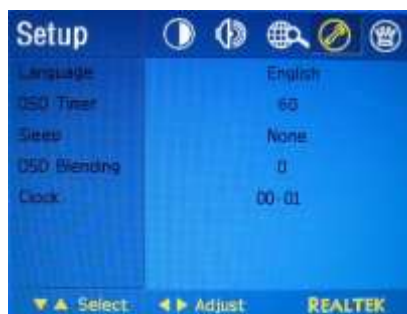 Setup
Language English
OSD Timer 60
Sleep None
OSD Blending 0
Clock 00-01
▼▲ Select ◀▶ Adjust REALTEK